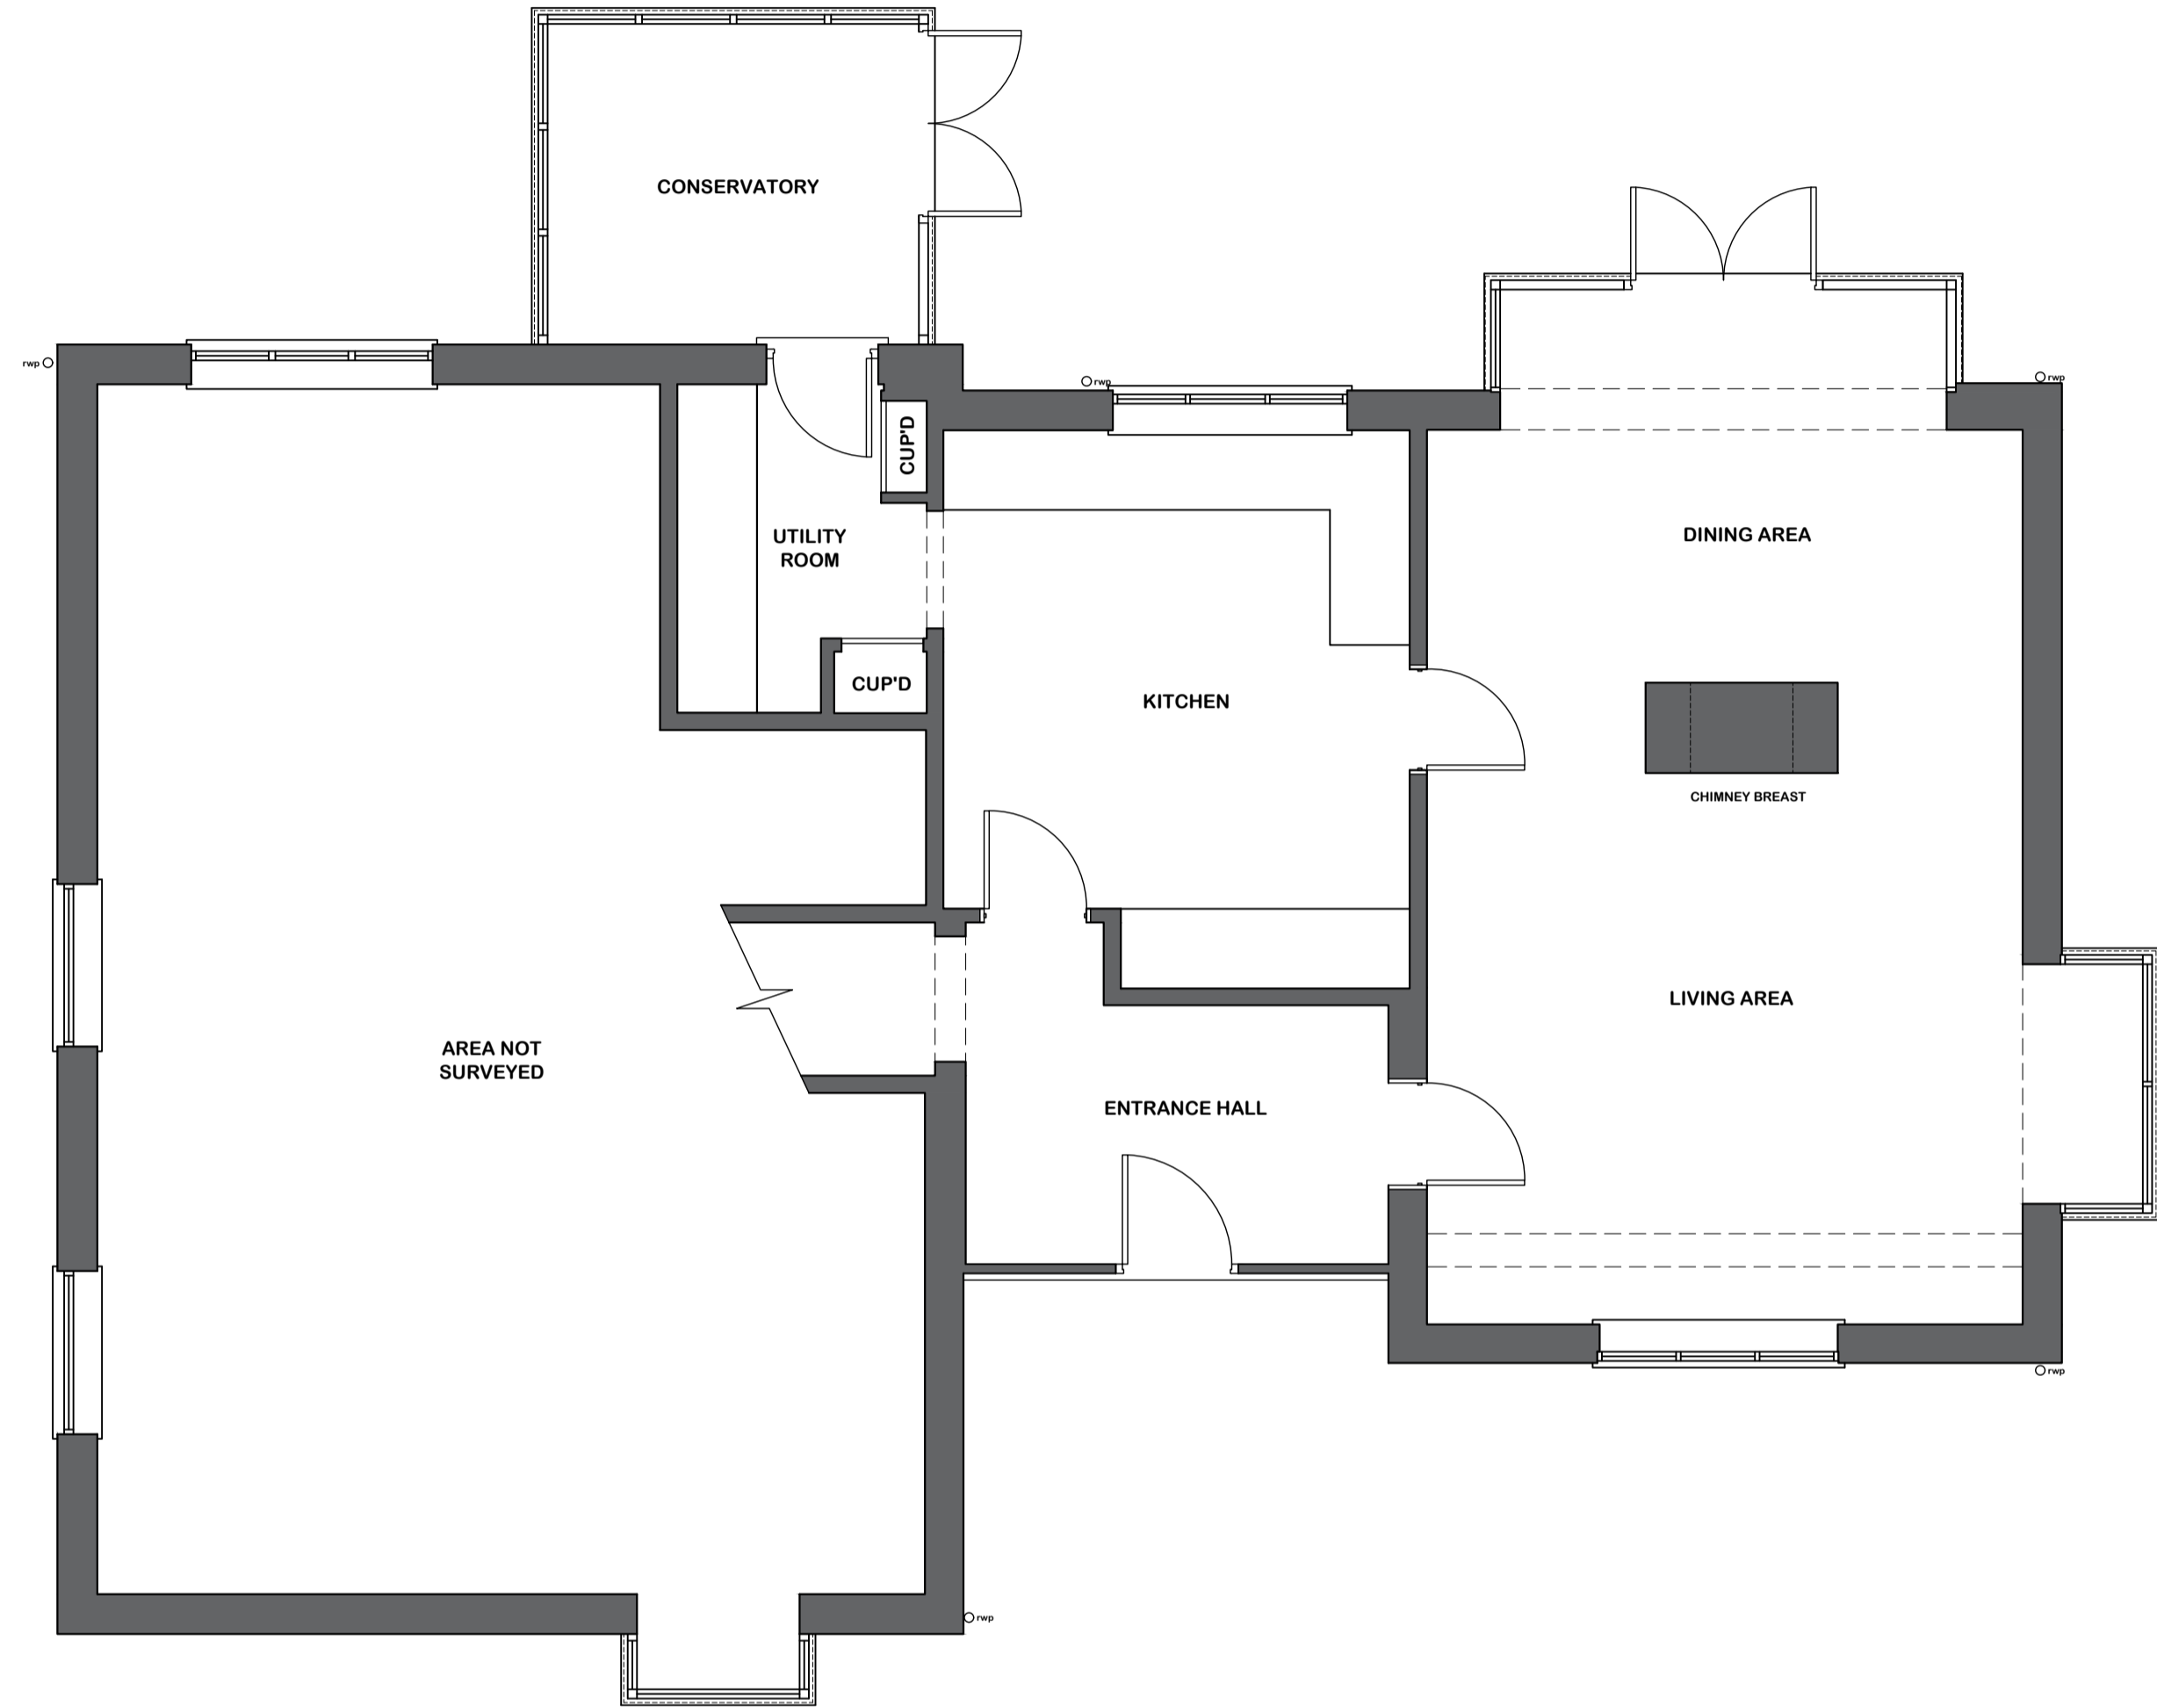 CONSERVATORY
rwp
rwp
rwp
CUP'D
UTILITY
ROOM
DINING AREA
CUP'D
KITCHEN
CHIMNEY BREAST
LIVING AREA
AREA NOT
SURVEYED
ENTRANCE HALL
rwp
rwp